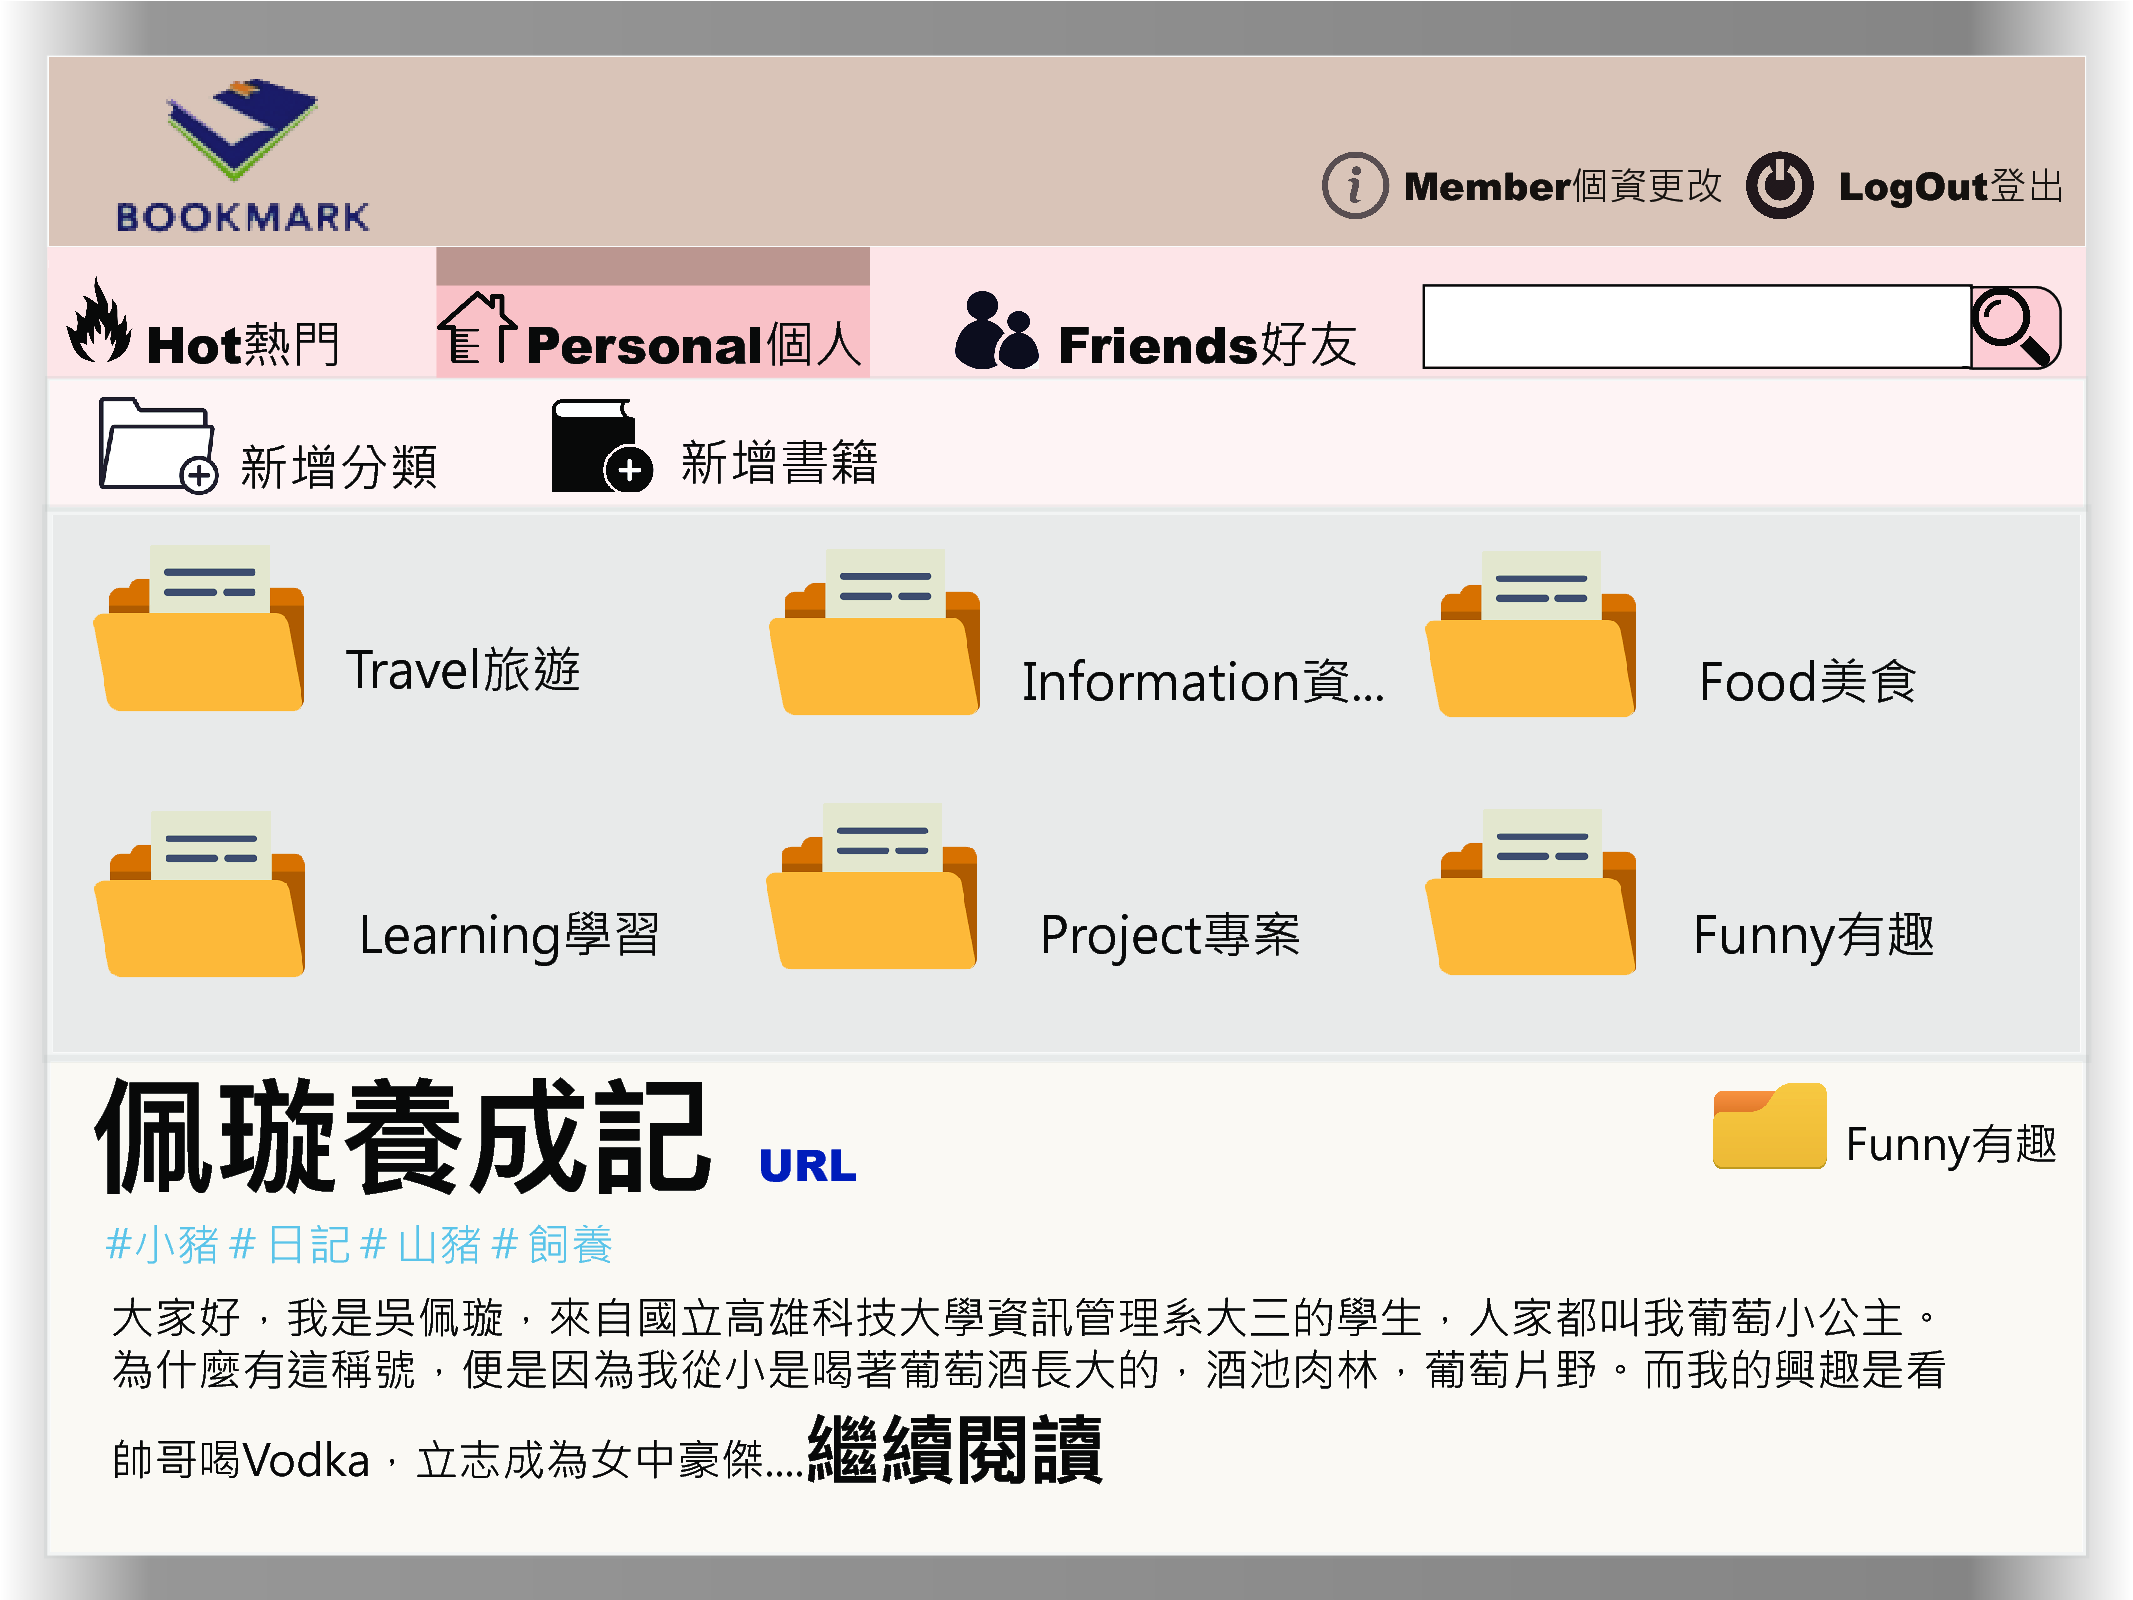 BOOKMARK
Member個資更改 LogOut登出
Hot熱門 Personal個人 Friends好友
新增分類 新增書籍
Travel旅遊 Information資... Food美食
Learning學習 Project專案 Funny有趣
佩璇養成記 URL Funny有趣
#小豬#日記#山豬#飼養
大家好，我是吳佩璇，來自國立高雄科技大學資訊管理系大三的學生，人家都叫我葡萄小公主。
為什麼有這稱號，便是因為我從小是喝著葡萄酒長大的，酒池肉林，葡萄片野。而我的興趣是看
帥哥喝Vodka，立志成為女中豪傑....繼續閱讀